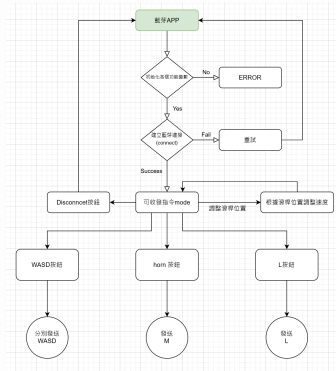 藍芽APP
No
ERROR
Yes
建立藍芽連接
(connect)
Fail
重試
Success
Disconncet按鈕
可收發指令mode
調整滑桿位置
根據滑桿位置調整速度
WASD按鈕
horn 按鈕
L按鈕
分別發送
WASD
發送
M
發送
L